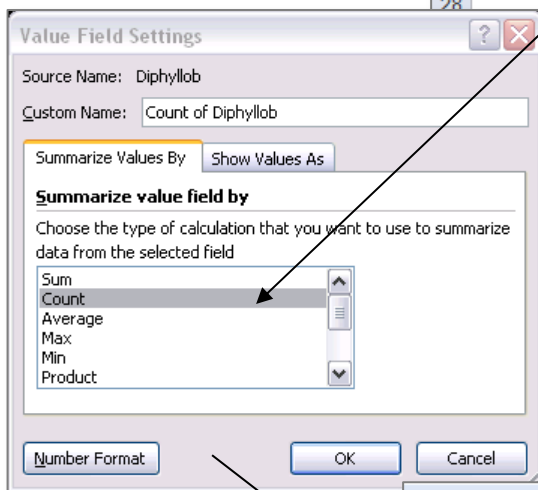 28
Value Field Settings
Source Name: Diphyllob
Custom Name: Count of Diphyllob
Summarize Values By Show Values As
Summarize value field by
Choose the type of calculation that you want to use to summarize
data from the selected field
Sum
Count
Average
Max
Min
Product
Number Format OK Cancel